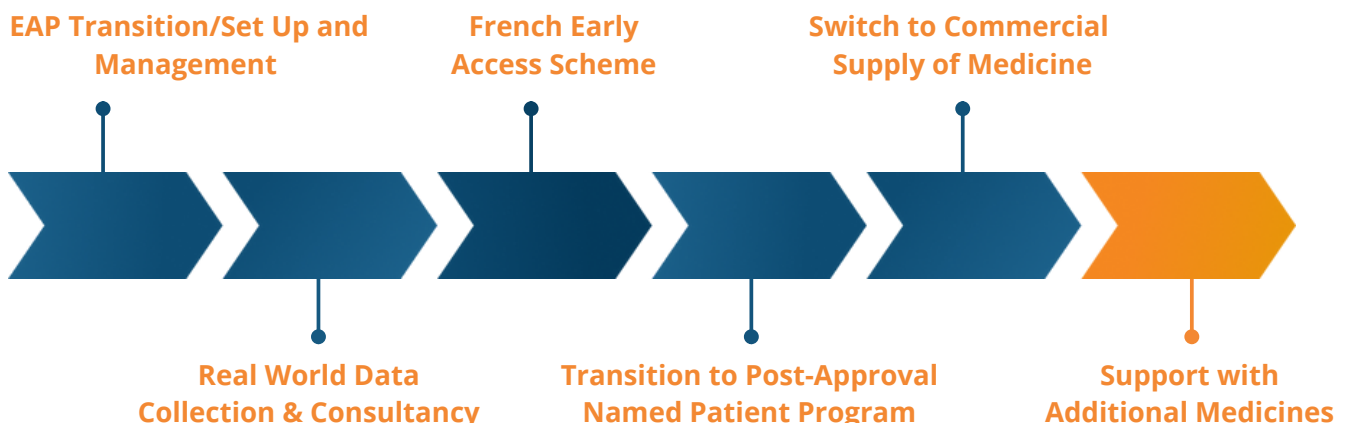 EAP Transition/Set Up and
Management
French Early
Access Scheme
Switch to Commercial
Supply of Medicine
Real World Data
Collection & Consultancy
Transition to Post-Approval
Named Patient Program
Support with
Additional Medicines